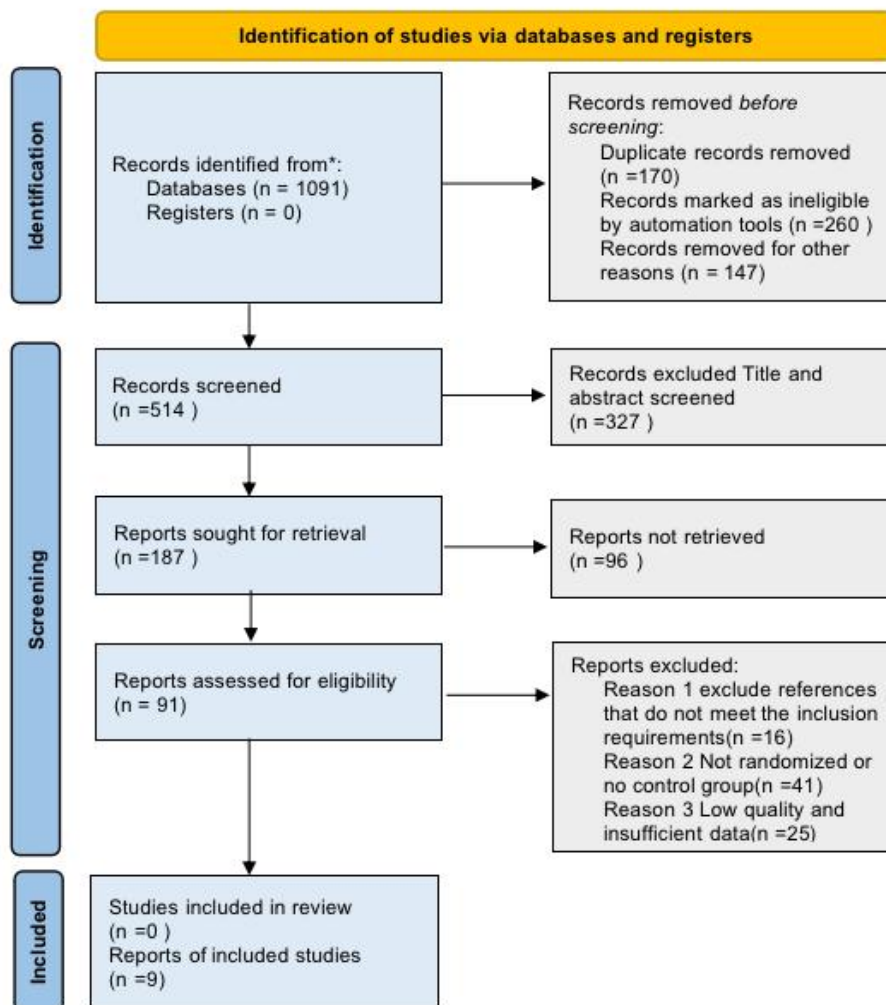 Identification of studies via databases and registers
Identification
Records identified from*:
Databases (n = 1091)
Registers (n = 0)
Records removed before
screening:
Duplicate records removed
(n =170)
Records marked as ineligible
by automation tools (n =260 )
Records removed for other
reasons (n = 147)
Screening
Records screened
(n =514 )
Records excluded Title and
abstract screened
(n =327 )
Reports sought for retrieval
(n =187 )
Reports not retrieved
(n =96 )
Reports assessed for eligibility
(n = 91)
Reports excluded:
Reason 1 exclude references
that do not meet the inclusion
requirements(n =16)
Reason 2 Not randomized or
no control group(n =41)
Reason 3 Low quality and
insufficient data(n =25)
Included
Studies included in review
(n =0 )
Reports of included studies
(n =9)